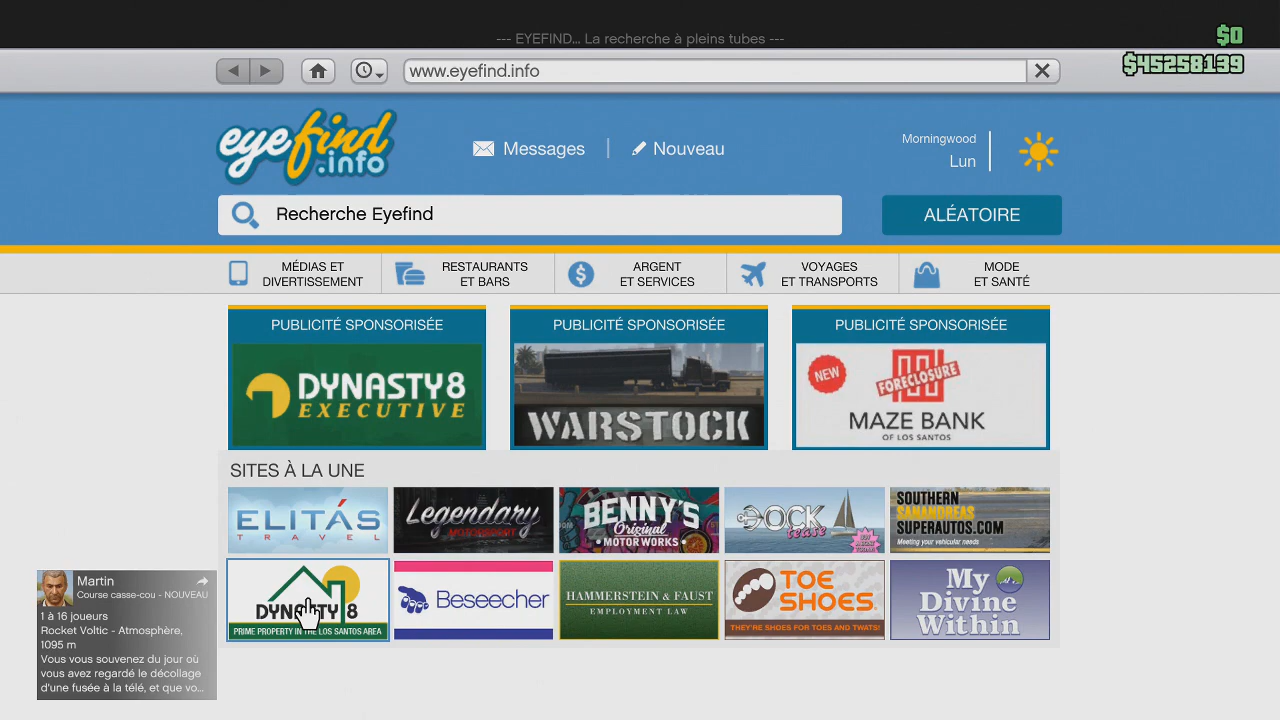 --- EYEFIND... La recherche à pleins tubes ---
$0
$45258139
www.eyefind.info
eyefind
.info
Messages
Nouveau
Morningwood
Lun
Recherche Eyefind
ALÉATOIRE
MÉDIAS ET
DIVERTISSEMENT
RESTAURANTS
ET BARS
ARGENT
ET SERVICES
VOYAGES
ET TRANSPORTS
MODE
ET SANTÉ
PUBLICITÉ SPONSORISÉE
DYNASTY8
EXECUTIVE
PUBLICITÉ SPONSORISÉE
WARSTOCK
PUBLICITÉ SPONSORISÉE
NEW
FORECLOSURE
MAZE BANK
OF LOS SANTOS
SITES À LA UNE
ELITÁS
TRAVEL
Legendary
MOTORSPORT
BENNY'S
Original
MOTOR WORKS
DOCK
tease
SOUTHERN
SANANDREAS
SUPERAUTOS.COM
Meeting your vehicular needs
DYNASTY 8
PRIME PROPERTY IN THE LOS SANTOS AREA
Beseecher
HAMMERSTEIN & FAUST
EMPLOYMENT LAW
TOE
SHOES
THEY'RE SHOES FOR TOES AND TWATS!
My
Divine
Within
Martin
Course casse-cou - NOUVEAU
1 à 16 joueurs
Rocket Voltic - Atmosphère,
1095 m
Vous vous souvenez du jour où
vous avez regardé le décollage
d'une fusée à la télé, et que vo...